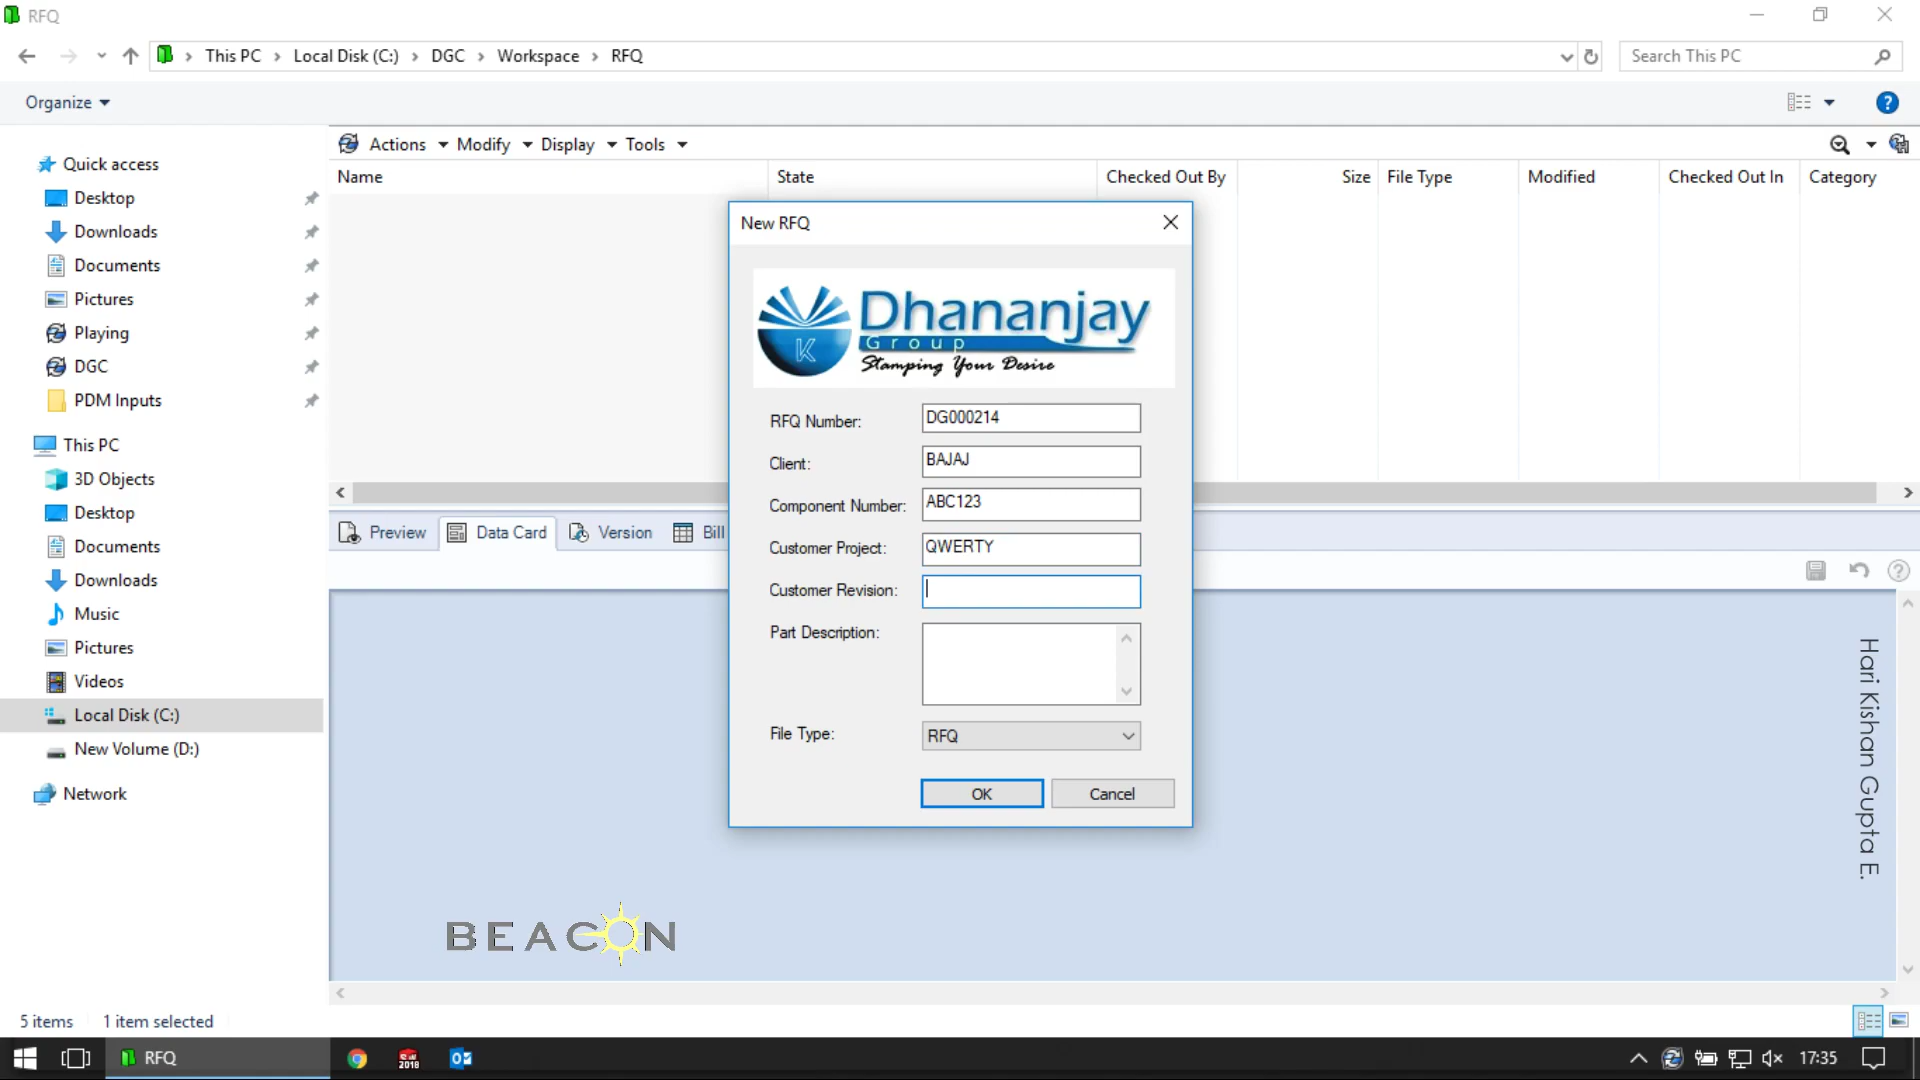 RFQ
This PC Local Disk (C:) DGC Workspace RFQ
Search This PC
Organize
Quick access
Desktop
Downloads
Documents
Pictures
Playing
DGC
PDM Inputs
This PC
3D Objects
Desktop
Documents
Downloads
Music
Pictures
Videos
Local Disk (C:)
New Volume (D:)
Network
Actions Modify Display Tools
Name State Checked Out By Size File Type Modified Checked Out In Category
Preview Data Card Version Bill
New RFQ
K
Dhananjay
Group
Stamping Your Desire
RFQ Number: DG000214
Client: BAJAJ
Component Number: ABC123
Customer Project: QWERTY
Customer Revision:
Part Description:
File Type: RFQ
OK Cancel
Hari Kishan Gupta E.
BEACON
5 items 1 item selected
RFQ
SW 2018
17:35